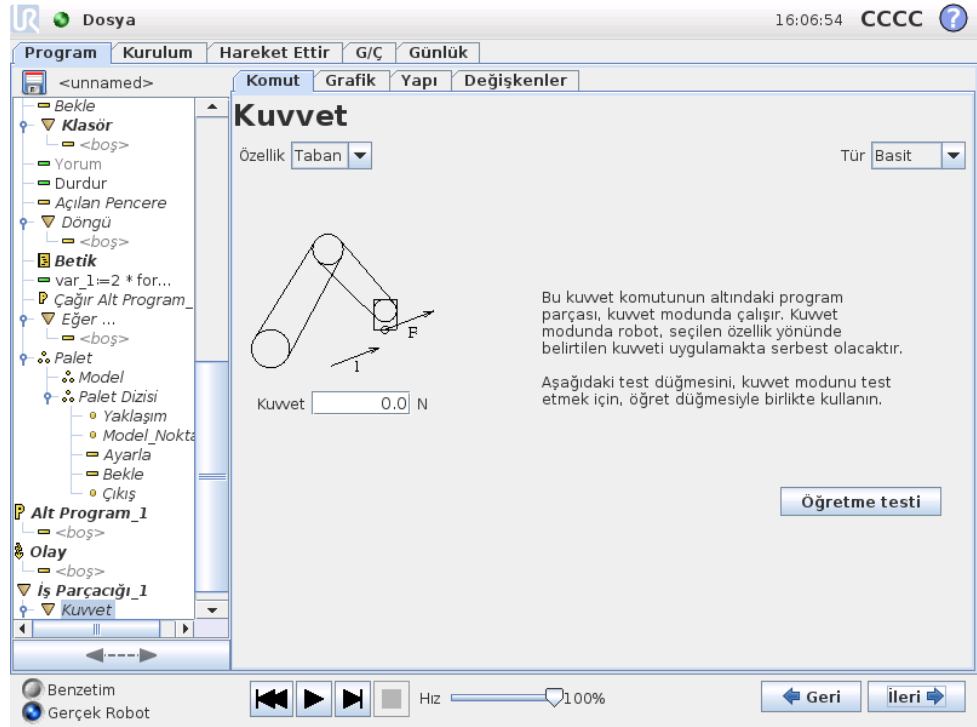 UR Dosya 16:06:54 CCCC ?
Program Kurulum Hareket Ettir G/Ç Günlük
<unnamed>
Komut Grafik Yapı Değişkenler
Bekle
Klasör
<boş>
Yorum
Durdur
Açılan Pencere
Döngü
<boş>
Betik
var_1:=2 * for...
P Çağır Alt Program_
Eğer ...
<boş>
Palet
Model
Palet Dizisi
Yaklaşım
Model_Nokta
Ayarla
Bekle
Çıkış
P Alt Program_1
<boş>
Olay
<boş>
İş Parçacığı_1
Kuvvet
Kuvvet
Özellik Taban
Tür Basit
F
1
Kuvvet 0.0 N
Bu kuvvet komutunun altındaki program
parçası, kuvvet modunda çalışır. Kuvvet
modunda robot, seçilen özellik yönünde
belirtilen kuvveti uygulamakta serbest olacaktır.
Aşağıdaki test düğmesini, kuvvet modunu test
etmek için, öğret düğmesiyle birlikte kullanın.
Öğretme testi
Benzetim
Gerçek Robot
Hız 100%
Geri İleri